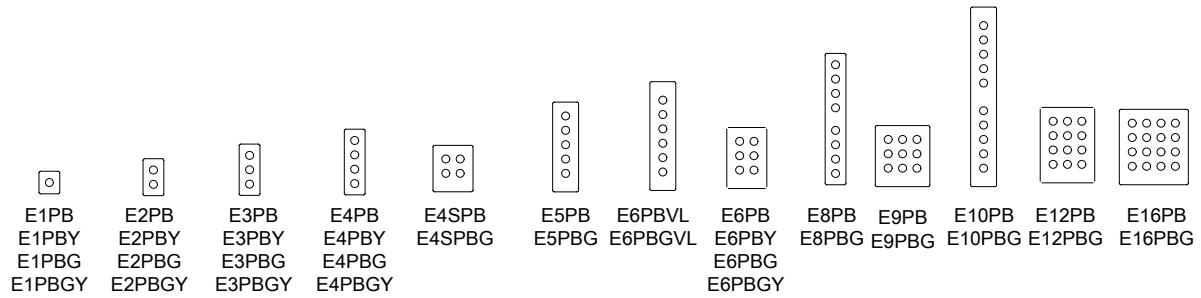 E1PB E2PB E3PB E4PB E4SPB E5PB E6PBVL E6PB E8PB E9PB E10PB E12PB E16PB
E1PBY E2PBY E3PBY E4PBY E4SPBG E5PBG E6PBGVL E6PBY E8PBG E9PBG E10PBG E12PBG E16PBG
E1PBG E2PBG E3PBG E4PBG E6PBG
E1PBGY E2PBGY E3PBGY E4PBGY E6PBGY